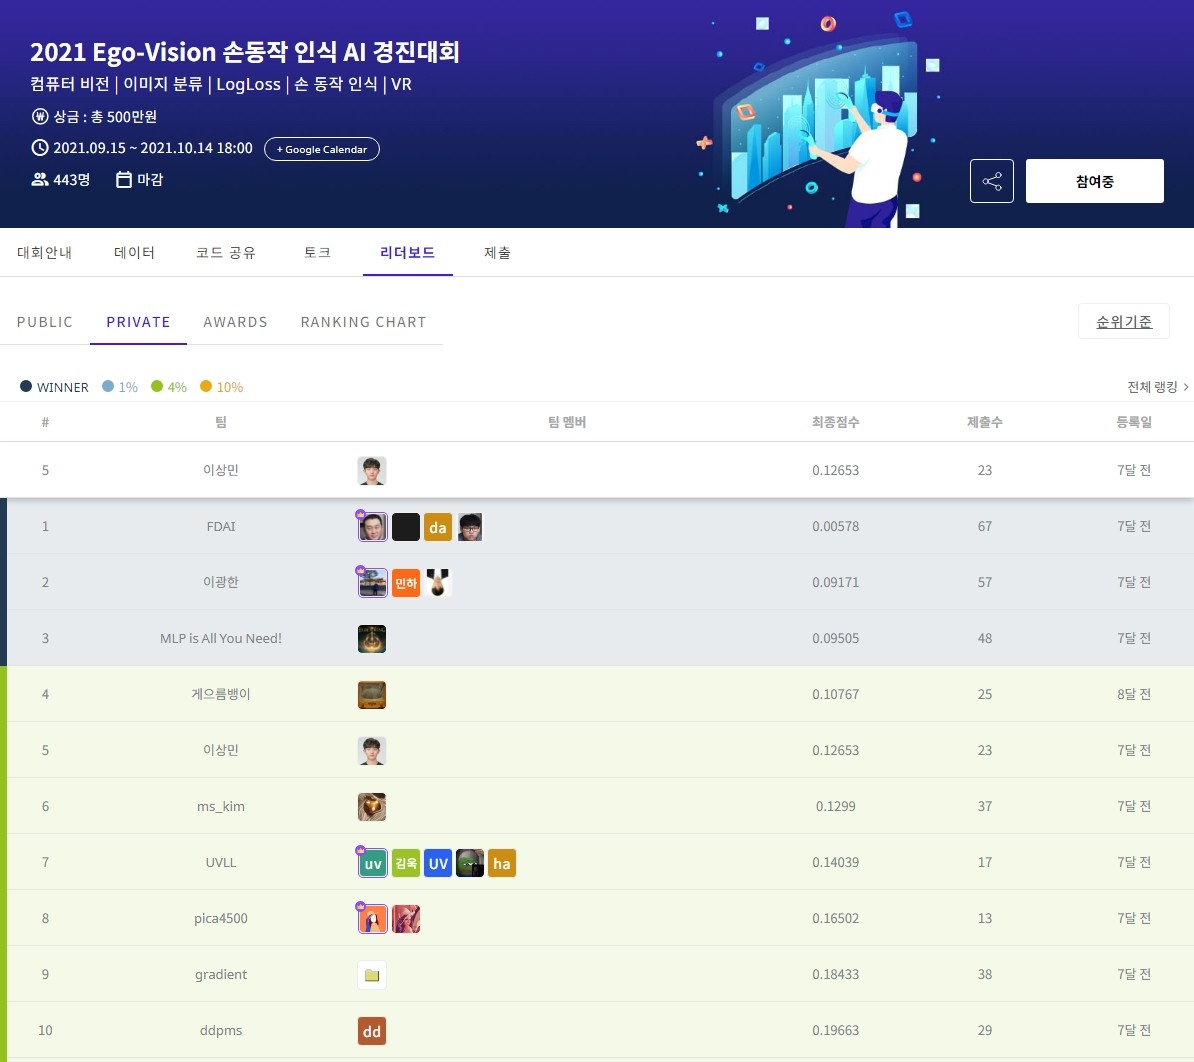 2021 Ego-Vision 손동작 인식 AI 경진대회
컴퓨터 비전 | 이미지 분류 | LogLoss | 손 동작 인식 | VR
₩ 상금 : 총 500만원
2021.09.15 ~ 2021.10.14 18:00 + Google Calendar
443명 마감
참여중
대회안내 데이터 코드 공유 토크 리더보드 제출
PUBLIC PRIVATE AWARDS RANKING CHART 순위기준
WINNER 1% 4% 10% 전체 랭킹 >
# 팀 팀 멤버 최종점수 제출수 등록일
5 이상민 0.12653 23 7달 전
1 FDAI da 0.00578 67 7달 전
2 이광한 민하 0.09171 57 7달 전
3 MLP is All You Need! 0.09505 48 7달 전
4 게으름뱅이 0.10767 25 8달 전
5 이상민 0.12653 23 7달 전
6 ms_kim 0.1299 37 7달 전
7 UVLL uv 김욱 UV ha 0.14039 17 7달 전
8 pica4500 0.16502 13 7달 전
9 gradient 0.18433 38 7달 전
10 ddpms dd 0.19663 29 7달 전